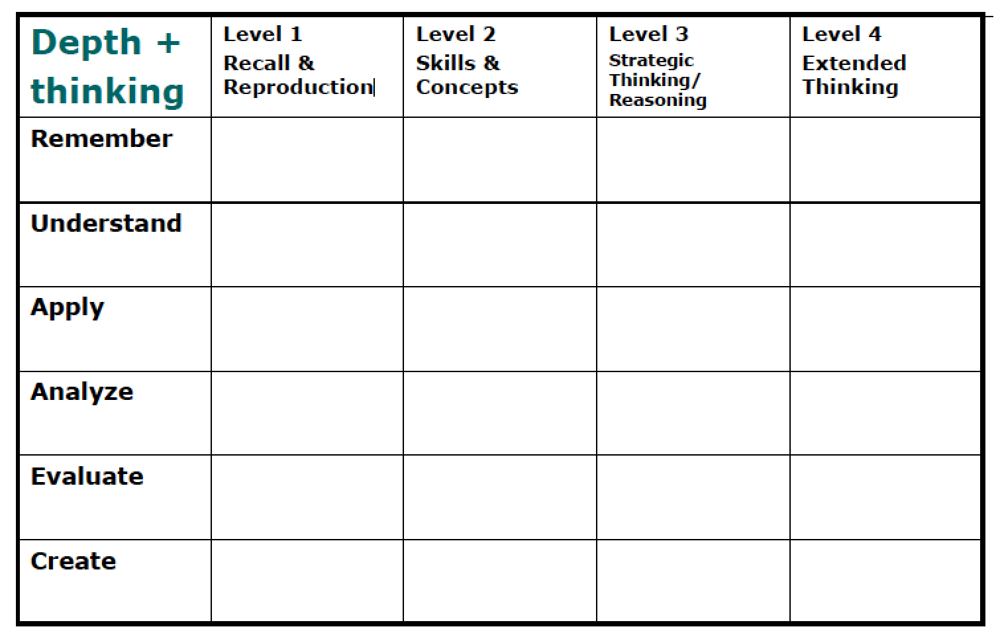 Depth +
thinking
Level 1
Recall &
Reproduction
Level 2
Skills &
Concepts
Level 3
Strategic
Thinking/
Reasoning
Level 4
Extended
Thinking
Remember
Understand
Apply
Analyze
Evaluate
Create